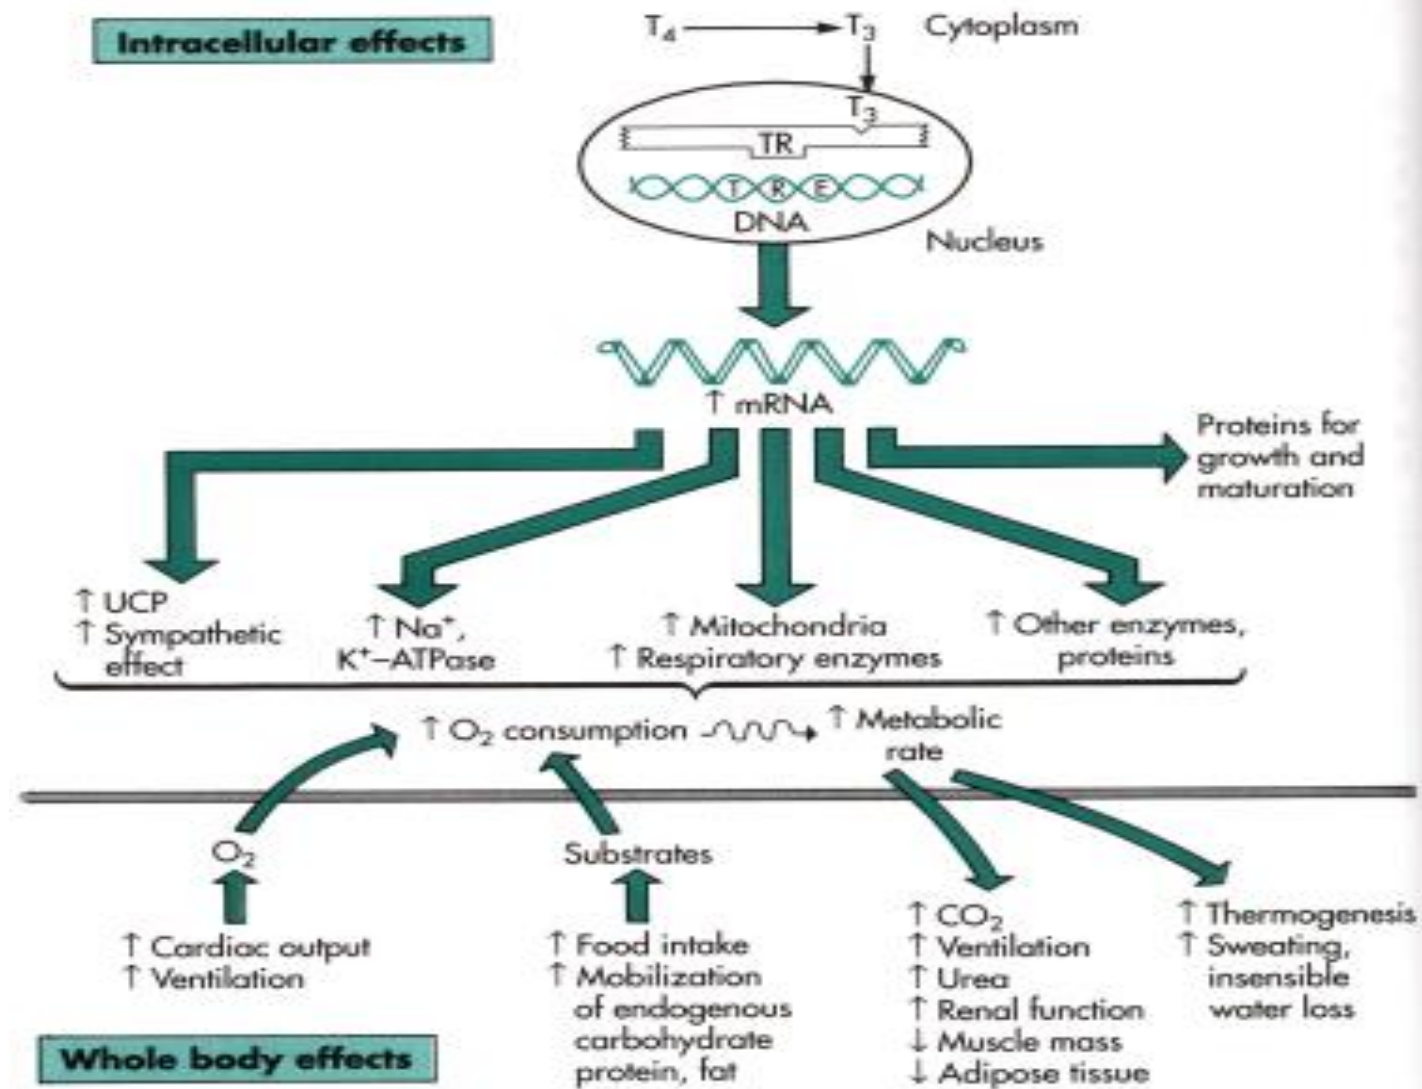 Intracellular effects
T₄ T₃ Cytoplasm
T₃
TR
T R E
DNA
Nucleus
↑ mRNA
Proteins for
growth and
maturation
↑ UCP
↑ Sympathetic
effect
↑ Na⁺,
K⁺–ATPase
↑ Mitochondria
↑ Respiratory enzymes
↑ Other enzymes,
proteins
↑ O₂ consumption
↑ Metabolic
rate
O₂
↑ Cardiac output
↑ Ventilation
Substrates
↑ Food intake
↑ Mobilization
of endogenous
carbohydrate
protein, fat
↑ CO₂
↑ Ventilation
↑ Urea
↑ Renal function
↓ Muscle mass
↓ Adipose tissue
↑ Thermogenesis
↑ Sweating,
insensible
water loss
Whole body effects